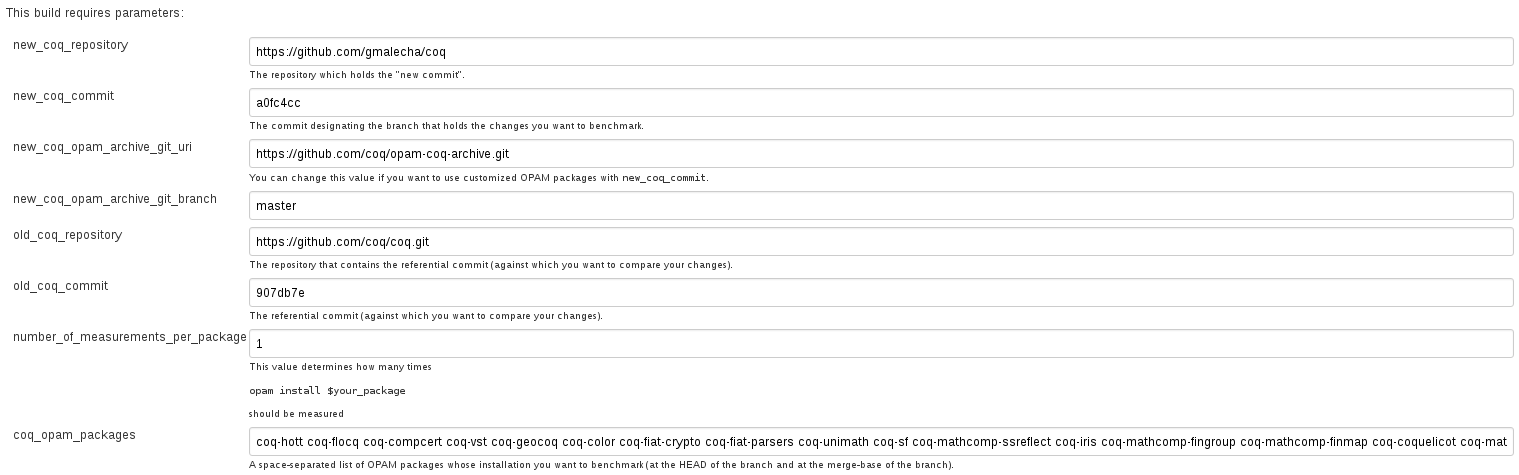 This build requires parameters:
new_coq_repository
https://github.com/gmalecha/coq
The repository which holds the "new commit".
new_coq_commit
a0fc4cc
The commit designating the branch that holds the changes you want to benchmark.
new_coq_opam_archive_git_uri
https://github.com/coq/opam-coq-archive.git
You can change this value if you want to use customized OPAM packages with new_coq_commit.
new_coq_opam_archive_git_branch
master
old_coq_repository
https://github.com/coq/coq.git
The repository that contains the referential commit (against which you want to compare your changes).
old_coq_commit
907db7e
The referential commit (against which you want to compare your changes).
number_of_measurements_per_package
1
This value determines how many times
opam install $your_package
should be measured
coq_opam_packages
coq-hott coq-flocq coq-compcert coq-vst coq-geocoq coq-color coq-fiat-crypto coq-fiat-parsers coq-unimath coq-sf coq-mathcomp-ssreflect coq-iris coq-mathcomp-fingroup coq-mathcomp-finmap coq-coquelicot coq-mat
A space-separated list of OPAM packages whose installation you want to benchmark (at the HEAD of the branch and at the merge-base of the branch).